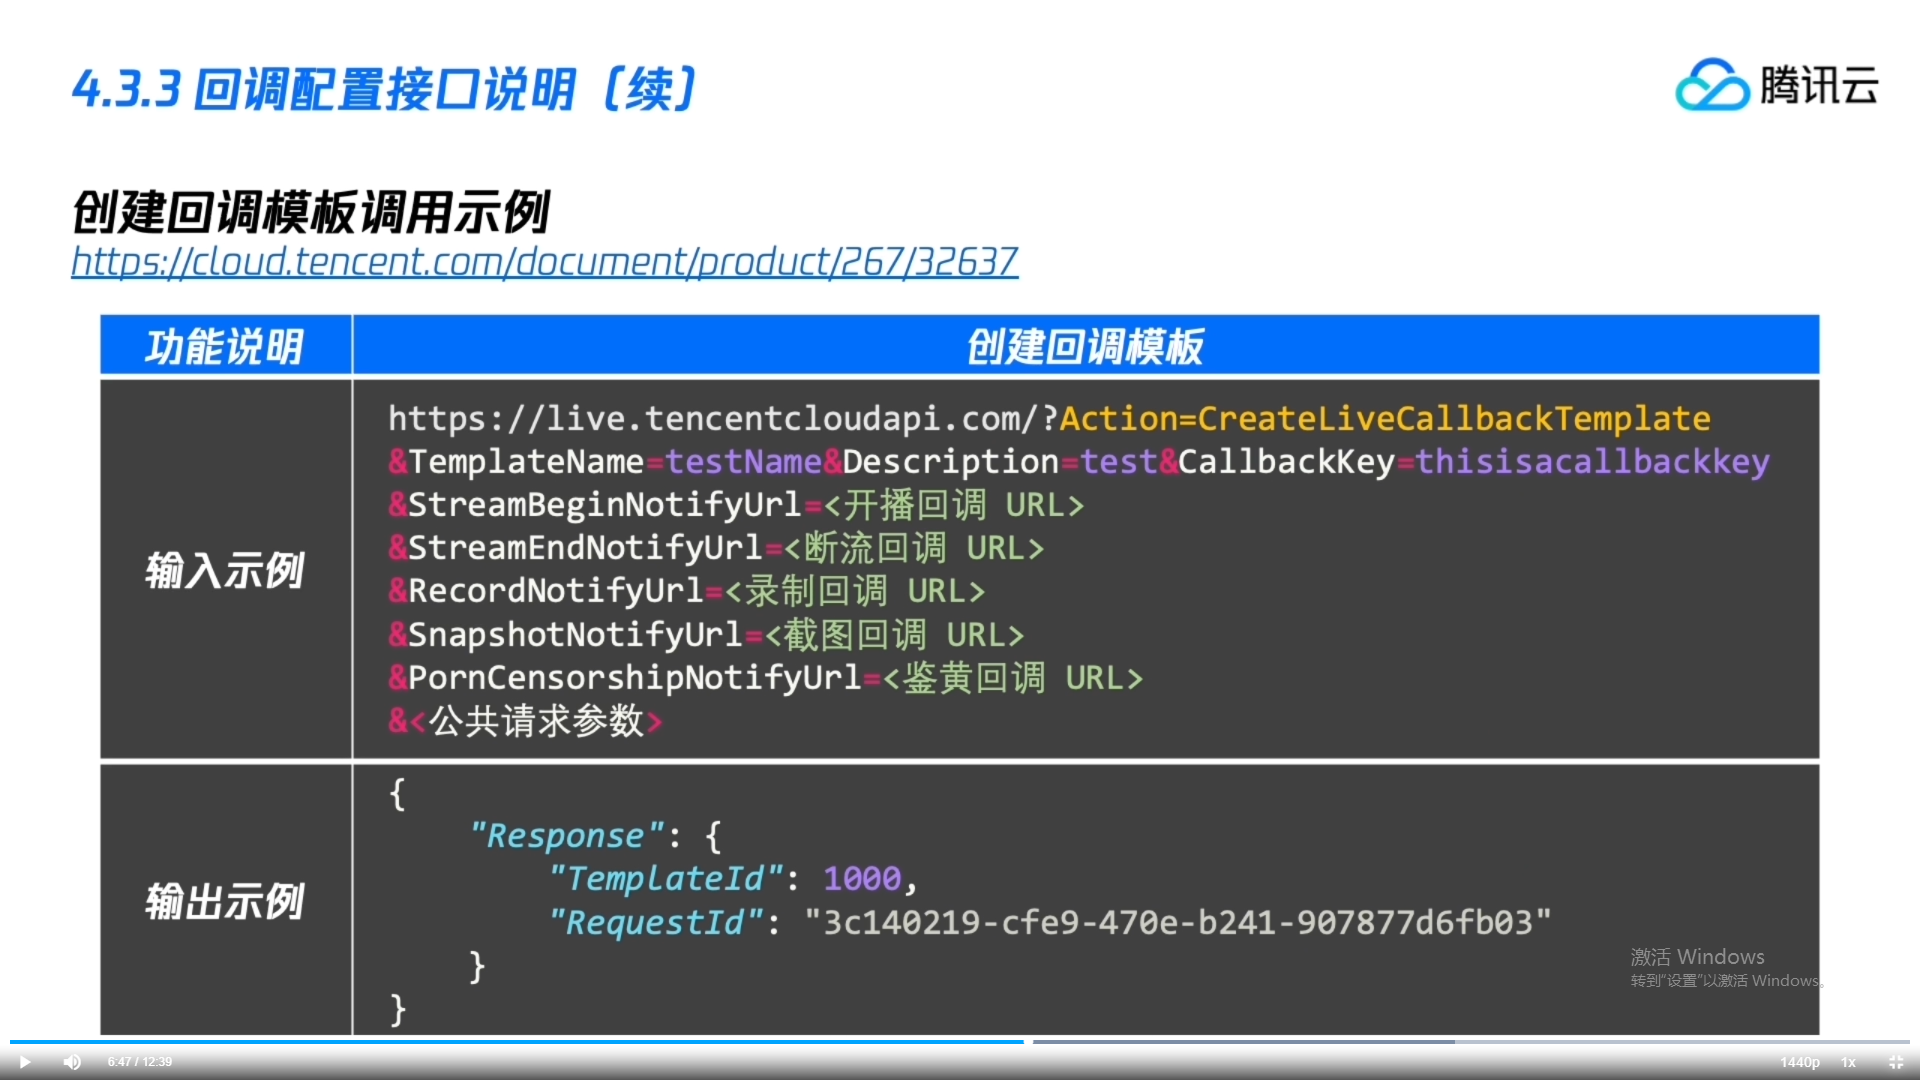 4.3.3 回调配置接口说明（续）
腾讯云
创建回调模板调用示例
https://cloud.tencent.com/document/product/267/32637
功能说明
创建回调模板
输入示例
https://live.tencentcloudapi.com/?Action=CreateLiveCallbackTemplate
&TemplateName=testName&Description=test&CallbackKey=thisisacallbackkey
&StreamBeginNotifyUrl=<开播回调 URL>
&StreamEndNotifyUrl=<断流回调 URL>
&RecordNotifyUrl=<录制回调 URL>
&SnapshotNotifyUrl=<截图回调 URL>
&PornCensorshipNotifyUrl=<鉴黄回调 URL>
&<公共请求参数>
输出示例
{
"Response": {
"TemplateId": 1000,
"RequestId": "3c140219-cfe9-470e-b241-907877d6fb03"
}
}
激活 Windows
转到"设置"以激活 Windows。
6:47 / 12:39
1440p
1x